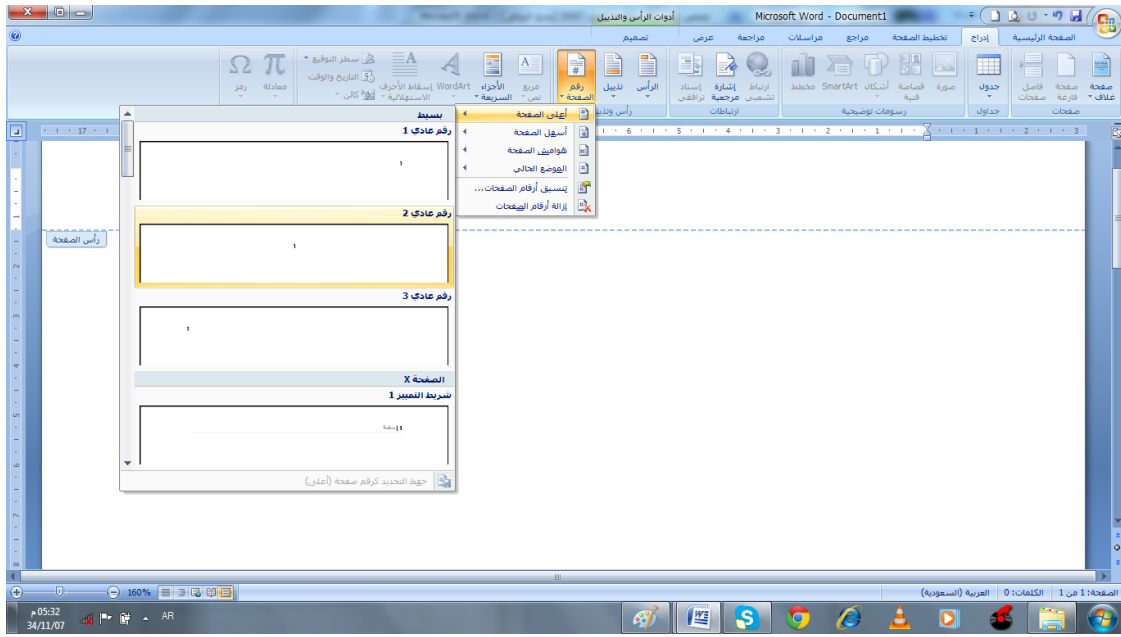 أدوات الرأس والتذييل
Microsoft Word - Document1
الصفحة الرئيسية
إدراج
تخطيط الصفحة
مراجع
مراسلات
مراجعة
عرض
تصميم
صفحة غلاف
صفحة فارغة
فاصل صفحات
جدول
صورة
قصاصة فنية
أشكال
SmartArt
مخطط
ارتباط تشعبي
إشارة مرجعية
إسناد ترافقي
الرأس
تذييل
رقم الصفحة
مربع نص
الأجزاء السريعة
WordArt
إسقاط الأحرف الاستهلالية
سطر التوقيع
التاريخ والوقت
كائن
معادلة
رمز
صفحات
جداول
رسومات توضيحية
ارتباطات
أعلى الصفحة
أسفل الصفحة
هوامش الصفحة
الموضع الحالي
تنسيق أرقام الصفحات...
إزالة أرقام الصفحات
بسيط
رقم عادي 1
1
رقم عادي 2
1
رقم عادي 3
1
الصفحة X
شريط التمييز 1
1 | صفحة
حفظ التحديد كرقم صفحة (أعلى)
رأس الصفحة
الصفحة: 1 من 1
الكلمات: 0
العربية (السعودية)
160%
AR
05:32 م
34/11/07